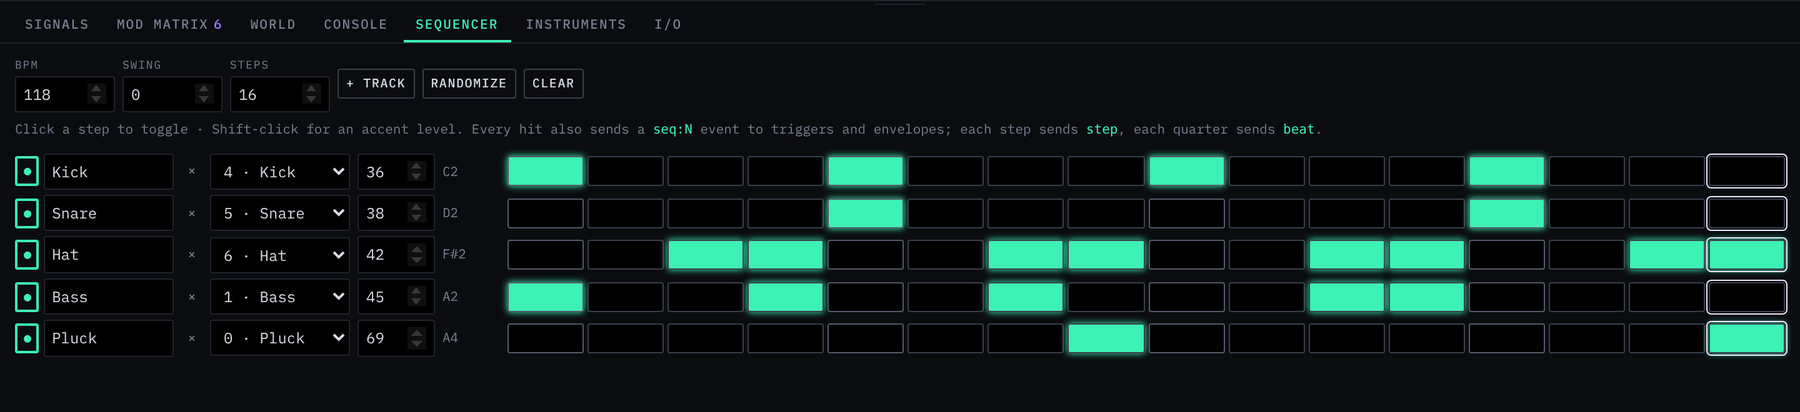 SIGNALS MOD MATRIX 6 WORLD CONSOLE SEQUENCER INSTRUMENTS I/O
BPM SWING STEPS
118 0 16 + TRACK RANDOMIZE CLEAR
Click a step to toggle · Shift-click for an accent level. Every hit also sends a seq:N event to triggers and envelopes; each step sends step, each quarter sends beat.
Kick × 4 · Kick 36 C2
Snare × 5 · Snare 38 D2
Hat × 6 · Hat 42 F#2
Bass × 1 · Bass 45 A2
Pluck × 0 · Pluck 69 A4